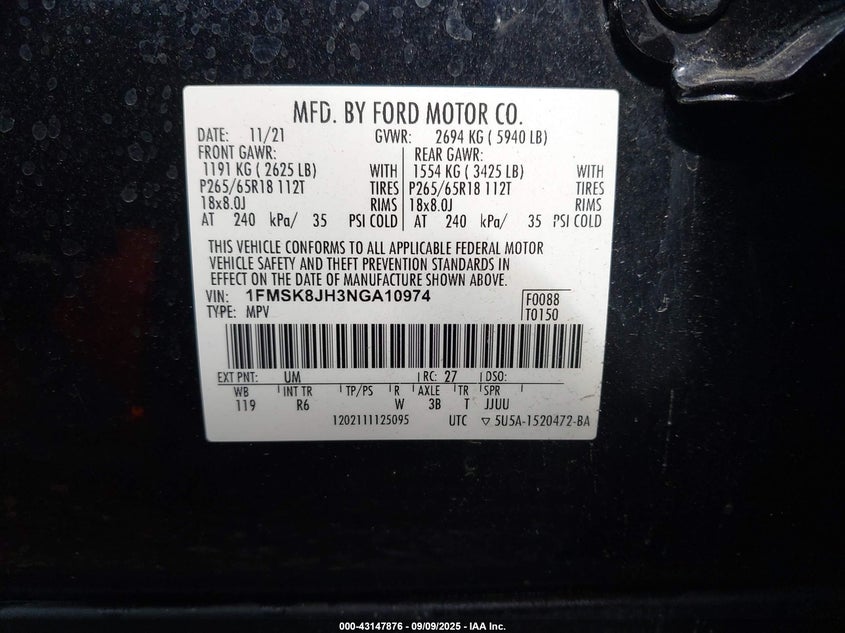 MFD. BY FORD MOTOR CO.
DATE: 11/21 GVWR: 2694 KG ( 5940 LB)
FRONT GAWR: REAR GAWR:
1191 KG ( 2625 LB) WITH 1554 KG ( 3425 LB) WITH
P265/65R18 112T TIRES P265/65R18 112T TIRES
18x8.0J RIMS 18x8.0J RIMS
AT 240 kPa/ 35 PSI COLD AT 240 kPa/ 35 PSI COLD
THIS VEHICLE CONFORMS TO ALL APPLICABLE FEDERAL MOTOR
VEHICLE SAFETY AND THEFT PREVENTION STANDARDS IN
EFFECT ON THE DATE OF MANUFACTURE SHOWN ABOVE.
VIN: 1FMSK8JH3NGA10974 F0088
TYPE: MPV T0150
EXT PNT: UM RC: 27 DSO:
WB INT TR TP/PS R AXLE TR SPR
119 R6 W 3B T JJUU
1202111125095 UTC ▽ 5U5A-1520472-BA
000-43147876 - 09/09/2025 - IAA Inc.